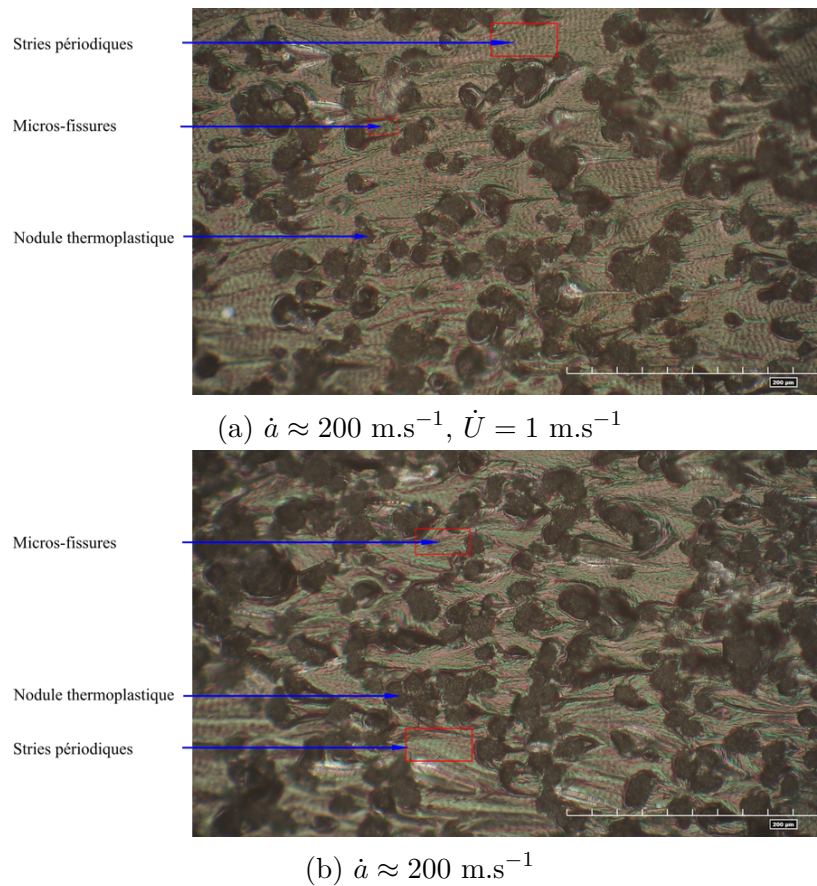 Stries périodiques
Micros-fissures
Nodule thermoplastique
200 µm
(a) ȧ ≈ 200 m.s⁻¹, U̇ = 1 m.s⁻¹
Micros-fissures
Nodule thermoplastique
Stries périodiques
200 µm
(b) ȧ ≈ 200 m.s⁻¹